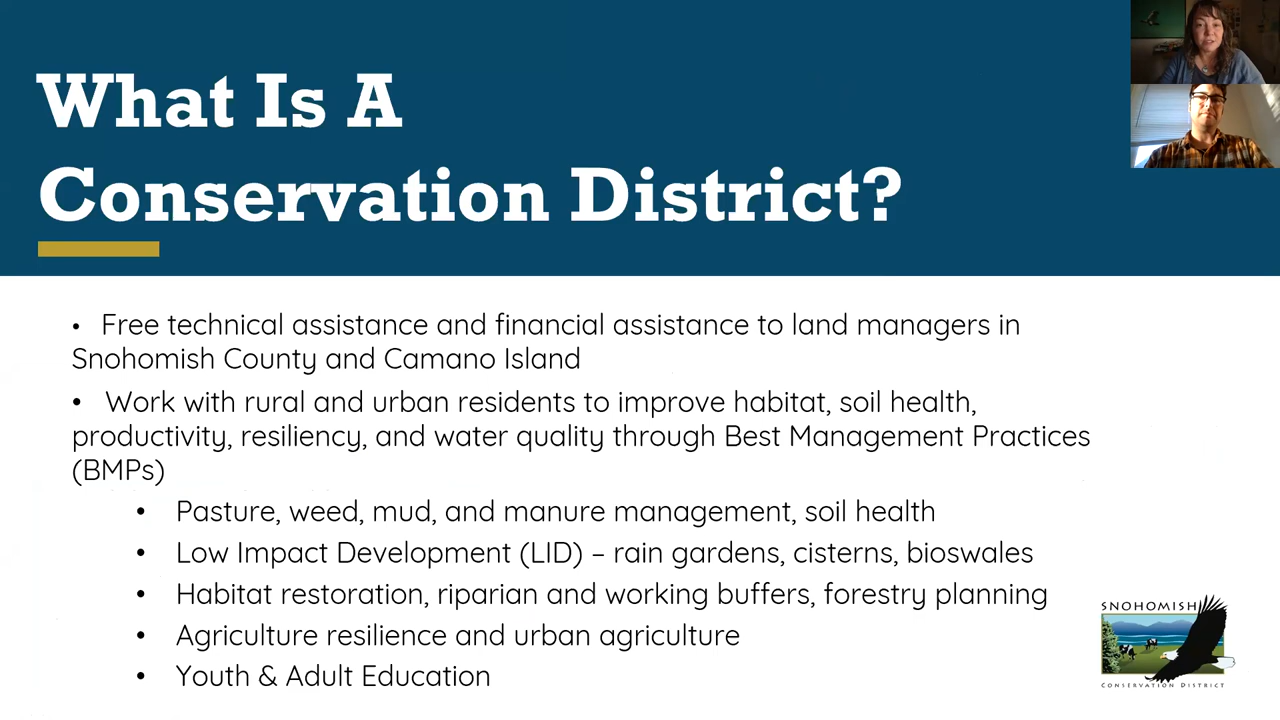 What Is A
Conservation District?
• Free technical assistance and financial assistance to land managers in
Snohomish County and Camano Island
• Work with rural and urban residents to improve habitat, soil health,
productivity, resiliency, and water quality through Best Management Practices
(BMPs)
• Pasture, weed, mud, and manure management, soil health
• Low Impact Development (LID) – rain gardens, cisterns, bioswales
• Habitat restoration, riparian and working buffers, forestry planning
• Agriculture resilience and urban agriculture
• Youth & Adult Education
SNOHOMISH
CONSERVATION DISTRICT